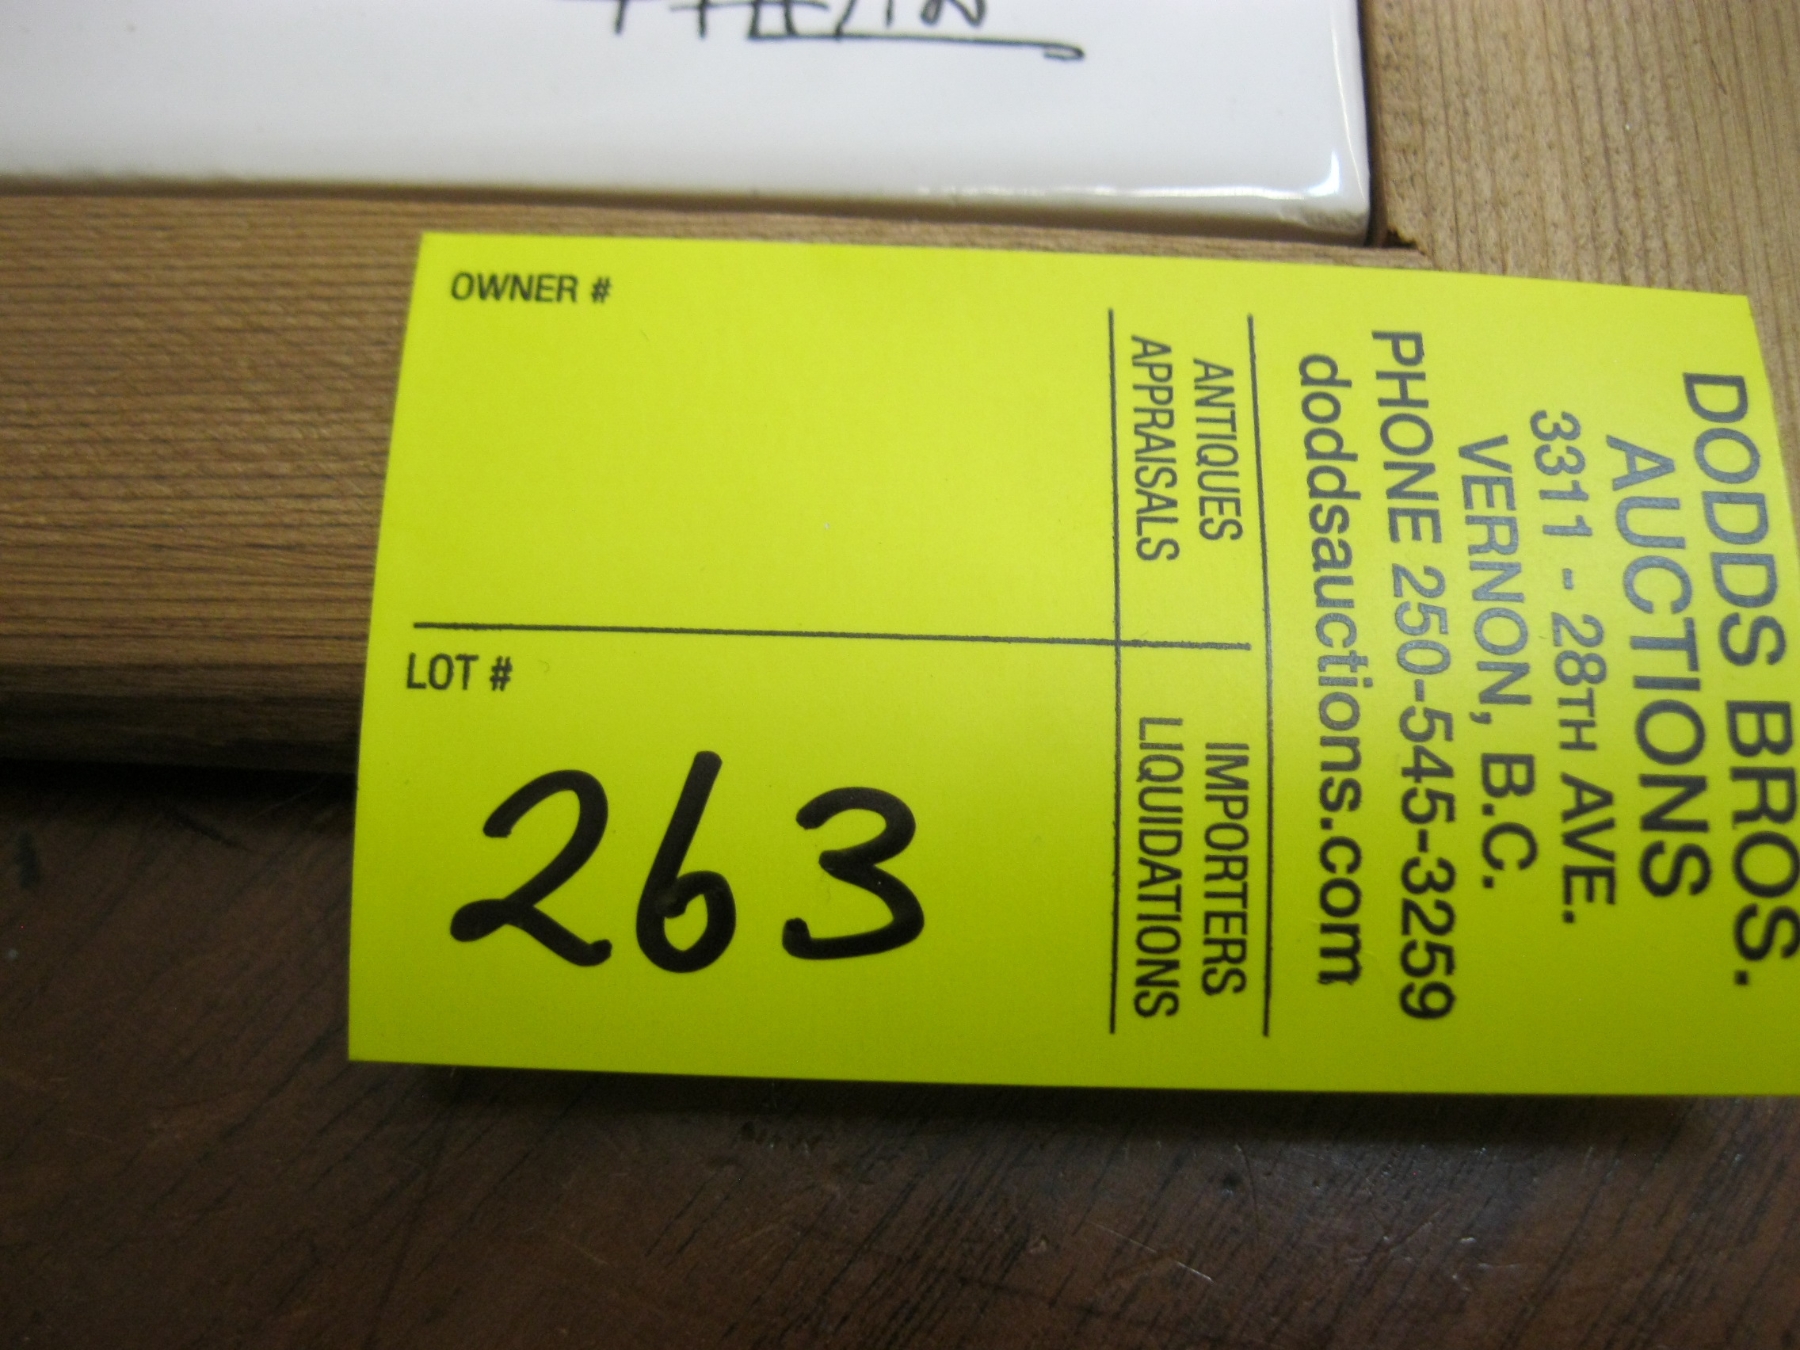 OWNER #
LOT #
263
DODDS BROS.
AUCTIONS
3311 - 28TH AVE.
VERNON, B.C.
PHONE 250-545-3259
doddsauctions.com
ANTIQUES IMPORTERS
APPRAISALS LIQUIDATIONS